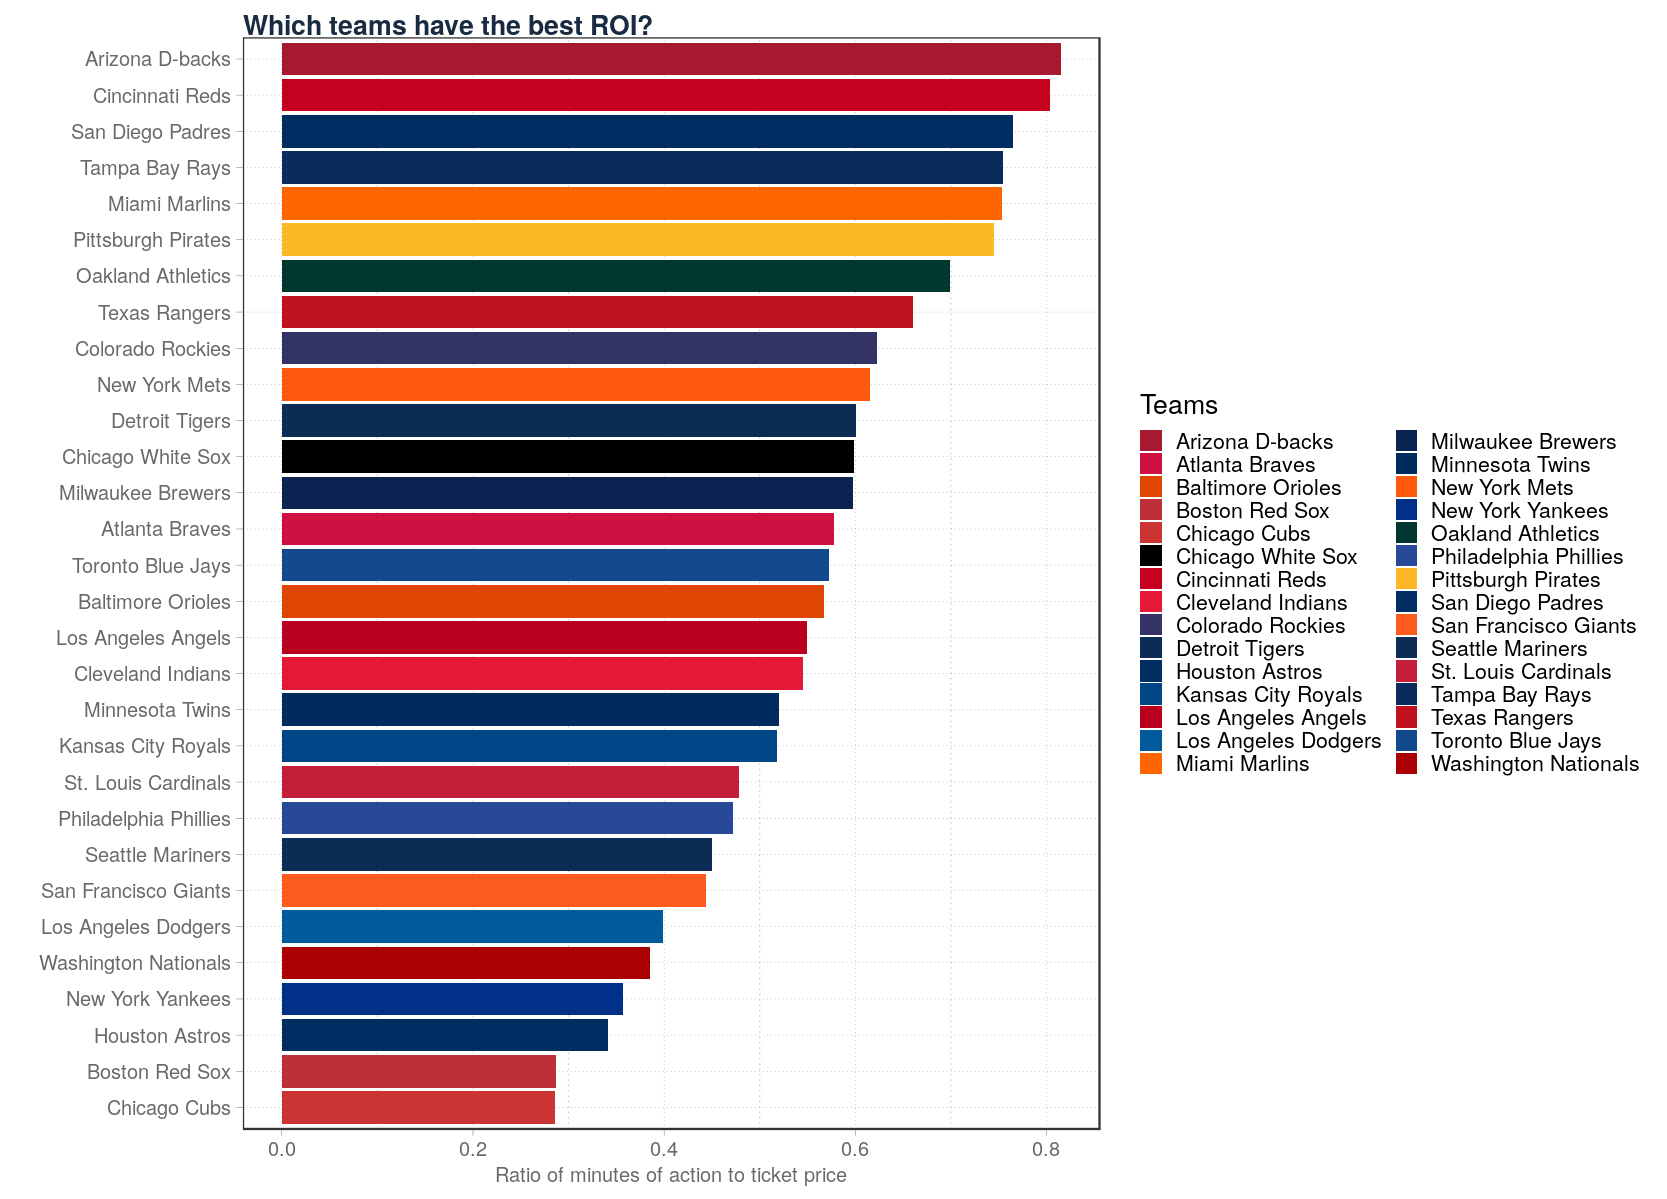 Which teams have the best ROI?
Arizona D-backs
Cincinnati Reds
San Diego Padres
Tampa Bay Rays
Miami Marlins
Pittsburgh Pirates
Oakland Athletics
Texas Rangers
Colorado Rockies
New York Mets
Detroit Tigers
Chicago White Sox
Milwaukee Brewers
Atlanta Braves
Toronto Blue Jays
Baltimore Orioles
Los Angeles Angels
Cleveland Indians
Minnesota Twins
Kansas City Royals
St. Louis Cardinals
Philadelphia Phillies
Seattle Mariners
San Francisco Giants
Los Angeles Dodgers
Washington Nationals
New York Yankees
Houston Astros
Boston Red Sox
Chicago Cubs
0.0 0.2 0.4 0.6 0.8
Ratio of minutes of action to ticket price
Teams
Arizona D-backs
Atlanta Braves
Baltimore Orioles
Boston Red Sox
Chicago Cubs
Chicago White Sox
Cincinnati Reds
Cleveland Indians
Colorado Rockies
Detroit Tigers
Houston Astros
Kansas City Royals
Los Angeles Angels
Los Angeles Dodgers
Miami Marlins
Milwaukee Brewers
Minnesota Twins
New York Mets
New York Yankees
Oakland Athletics
Philadelphia Phillies
Pittsburgh Pirates
San Diego Padres
San Francisco Giants
Seattle Mariners
St. Louis Cardinals
Tampa Bay Rays
Texas Rangers
Toronto Blue Jays
Washington Nationals